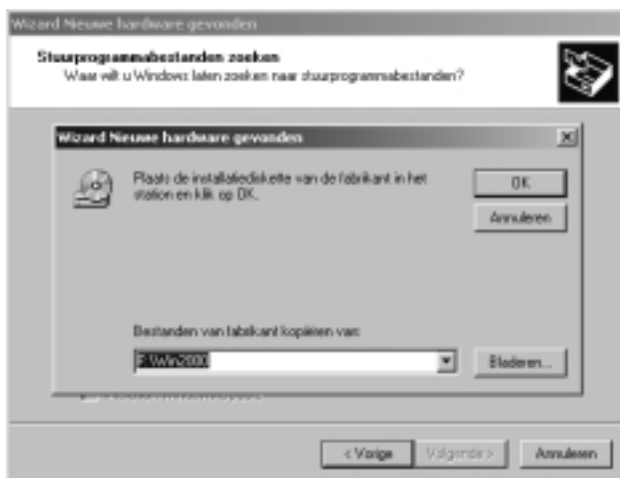 Wizard Nieuwe hardware gevonden
Stuurprogrammabestanden zoeken
Waar wilt u Windows laten zoeken naar stuurprogrammabestanden?
Wizard Nieuwe hardware gevonden
Plaats de installatiediskette van de fabrikant in het
station en klik op OK.
OK
Annuleren
Bestanden van fabrikant kopiëren van:
F:\Win2000
Bladeren...
< Vorige
Volgende >
Annuleren